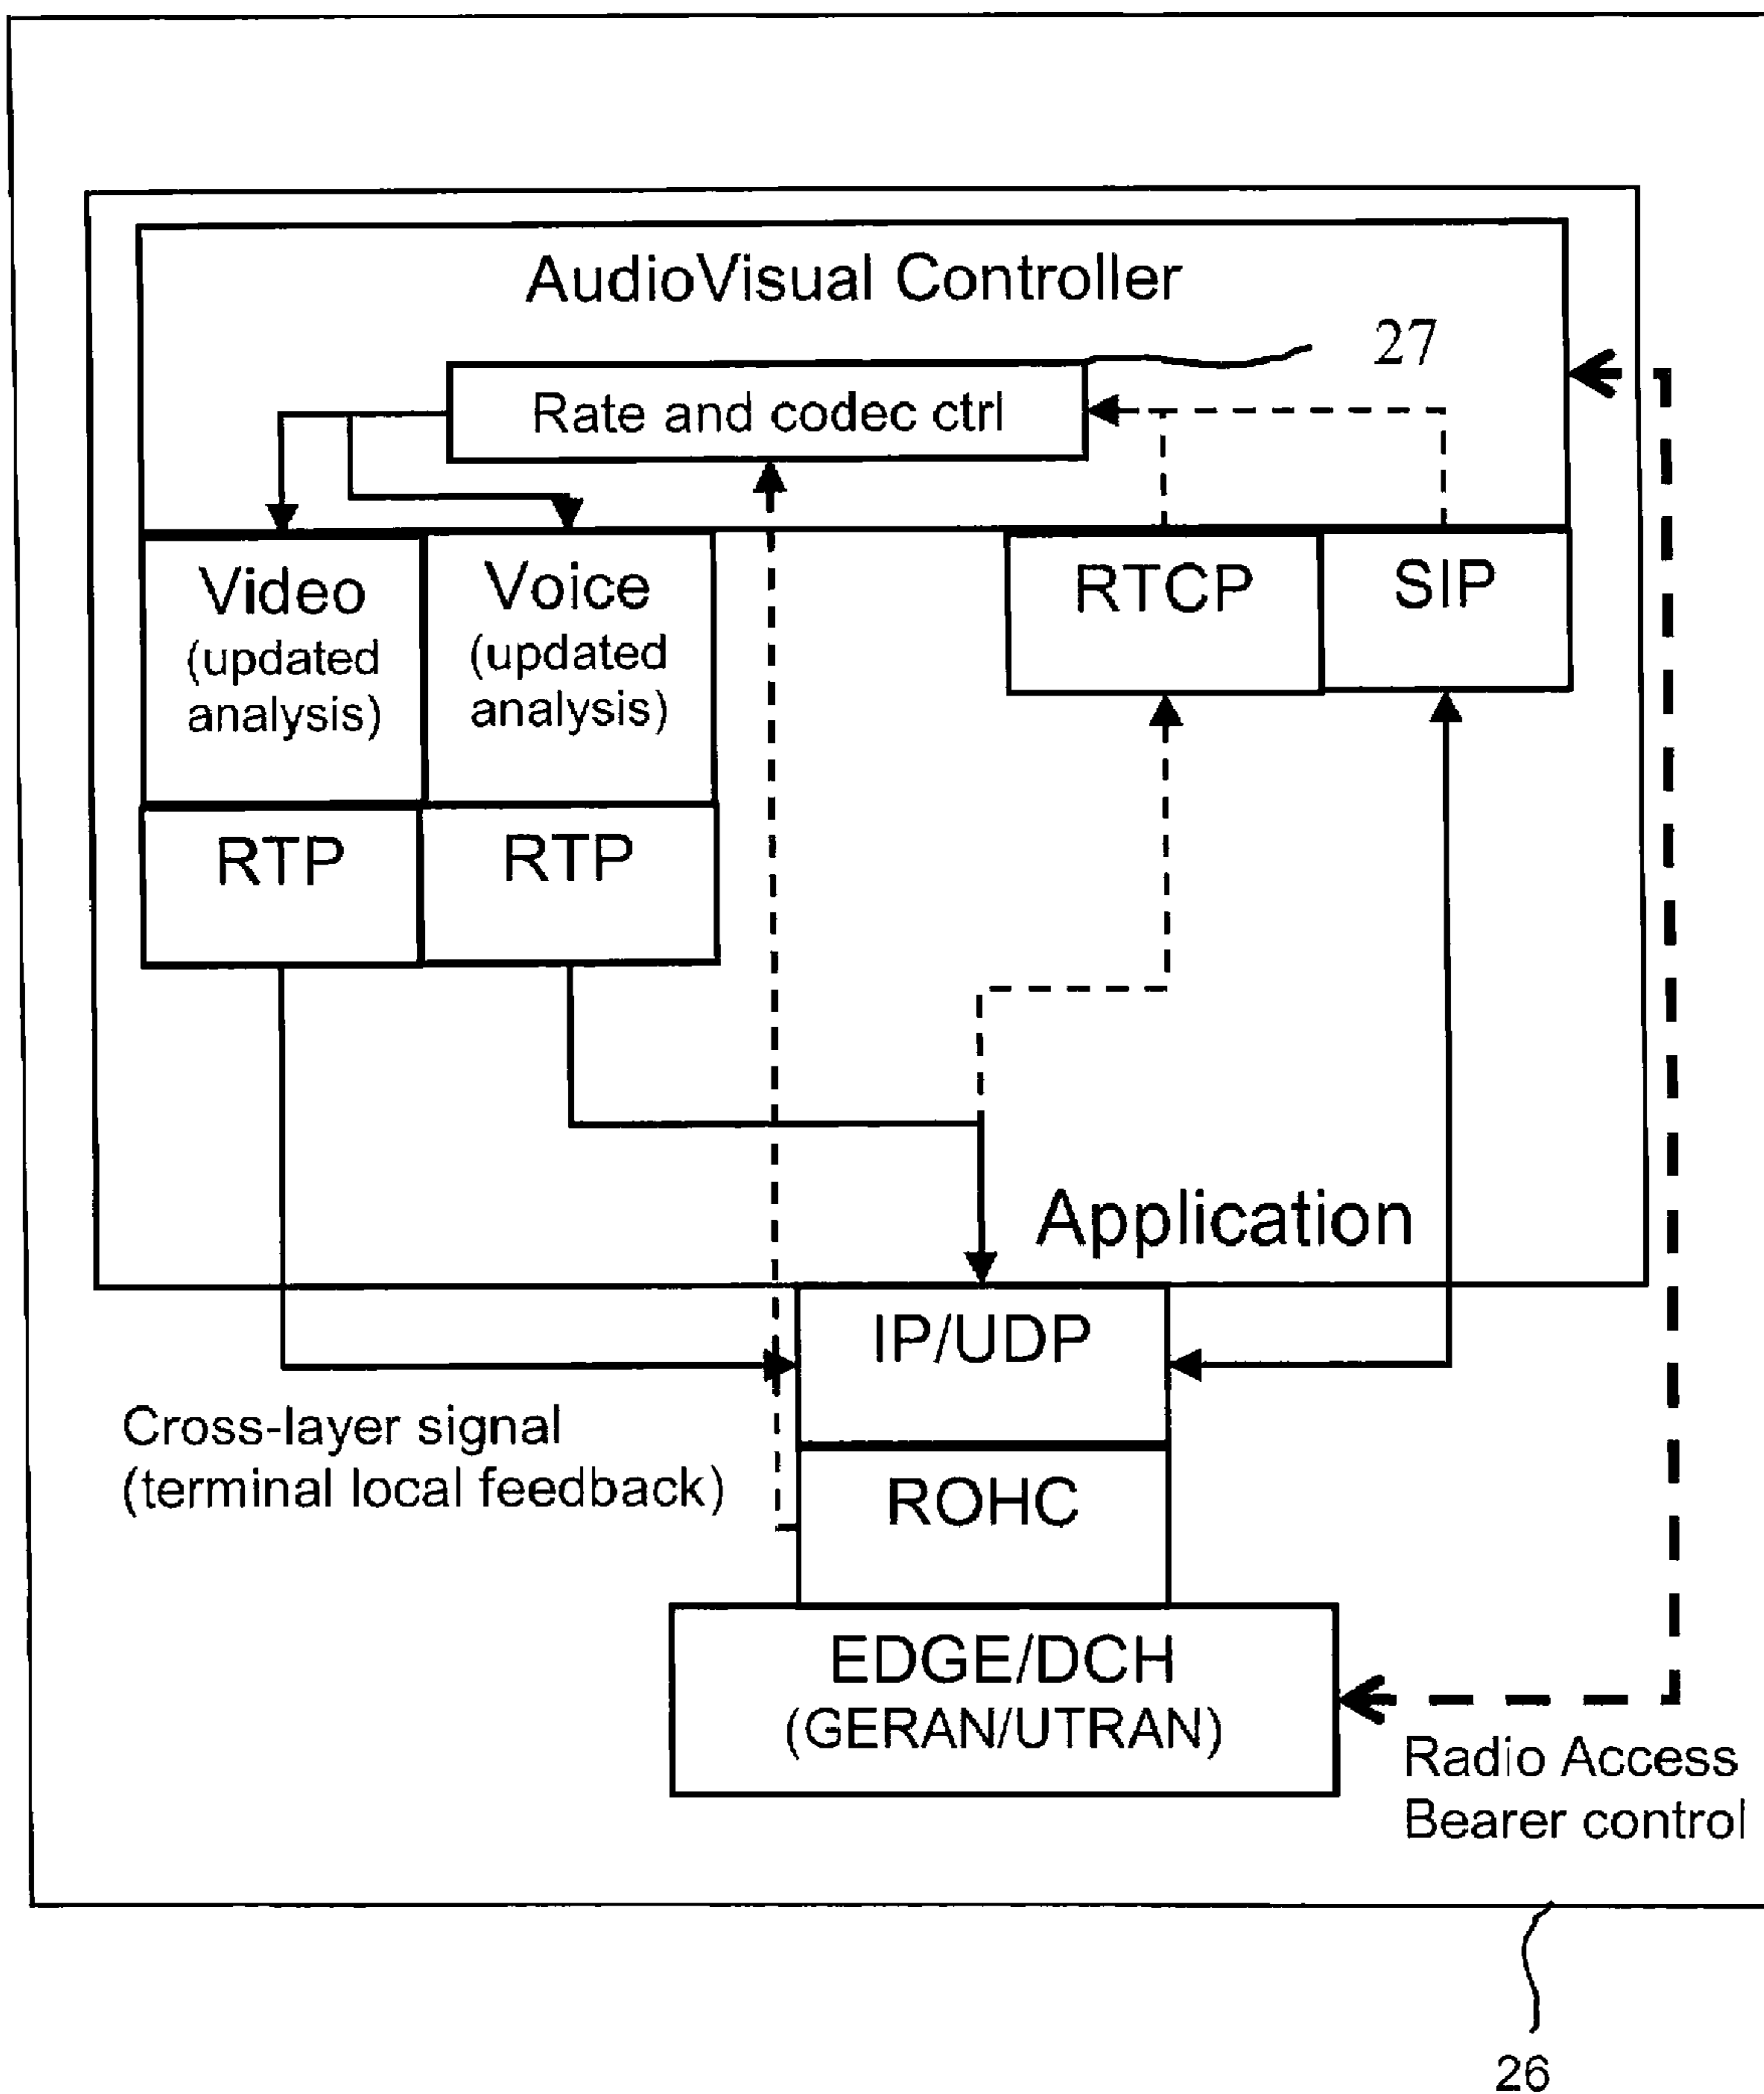 AudioVisual Controller
27
Rate and codec ctrl
Video
(updated
analysis)
Voice
(updated
analysis)
RTCP
SIP
RTP
RTP
Application
IP/UDP
Cross-layer signal
(terminal local feedback)
ROHC
EDGE/DCH
(GERAN/UTRAN)
Radio Access
Bearer control
26